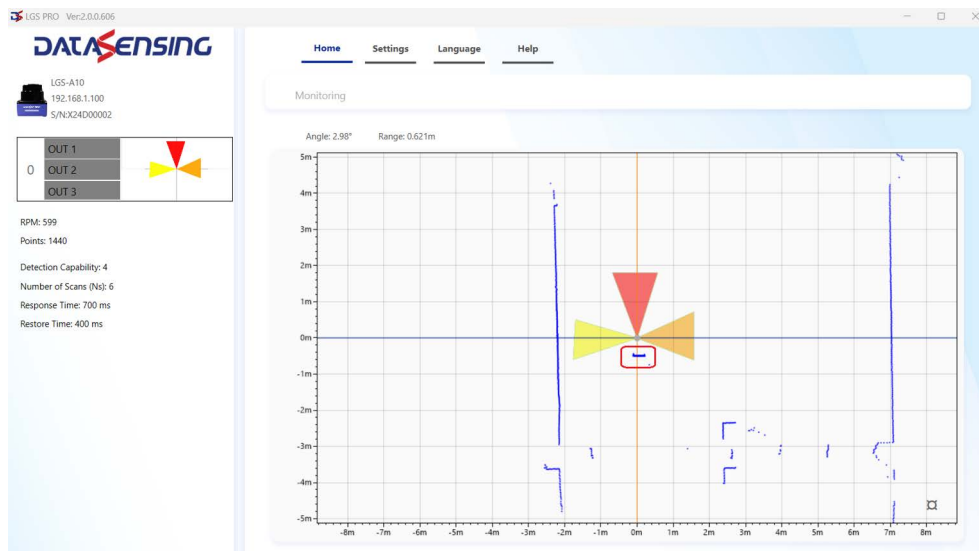 LGS PRO Ver:2.0.0.606
DATASENSING
LGS-A10
192.168.1.100
S/N:X24D00002
0
OUT 1
OUT 2
OUT 3
RPM: 599
Points: 1440
Detection Capability: 4
Number of Scans (Ns): 6
Response Time: 700 ms
Restore Time: 400 ms
Home Settings Language Help
Monitoring
Angle: 2.98° Range: 0.621m
5m
4m
3m
2m
1m
0m
-1m
-2m
-3m
-4m
-5m
-8m -7m -6m -5m -4m -3m -2m -1m 0m 1m 2m 3m 4m 5m 6m 7m 8m